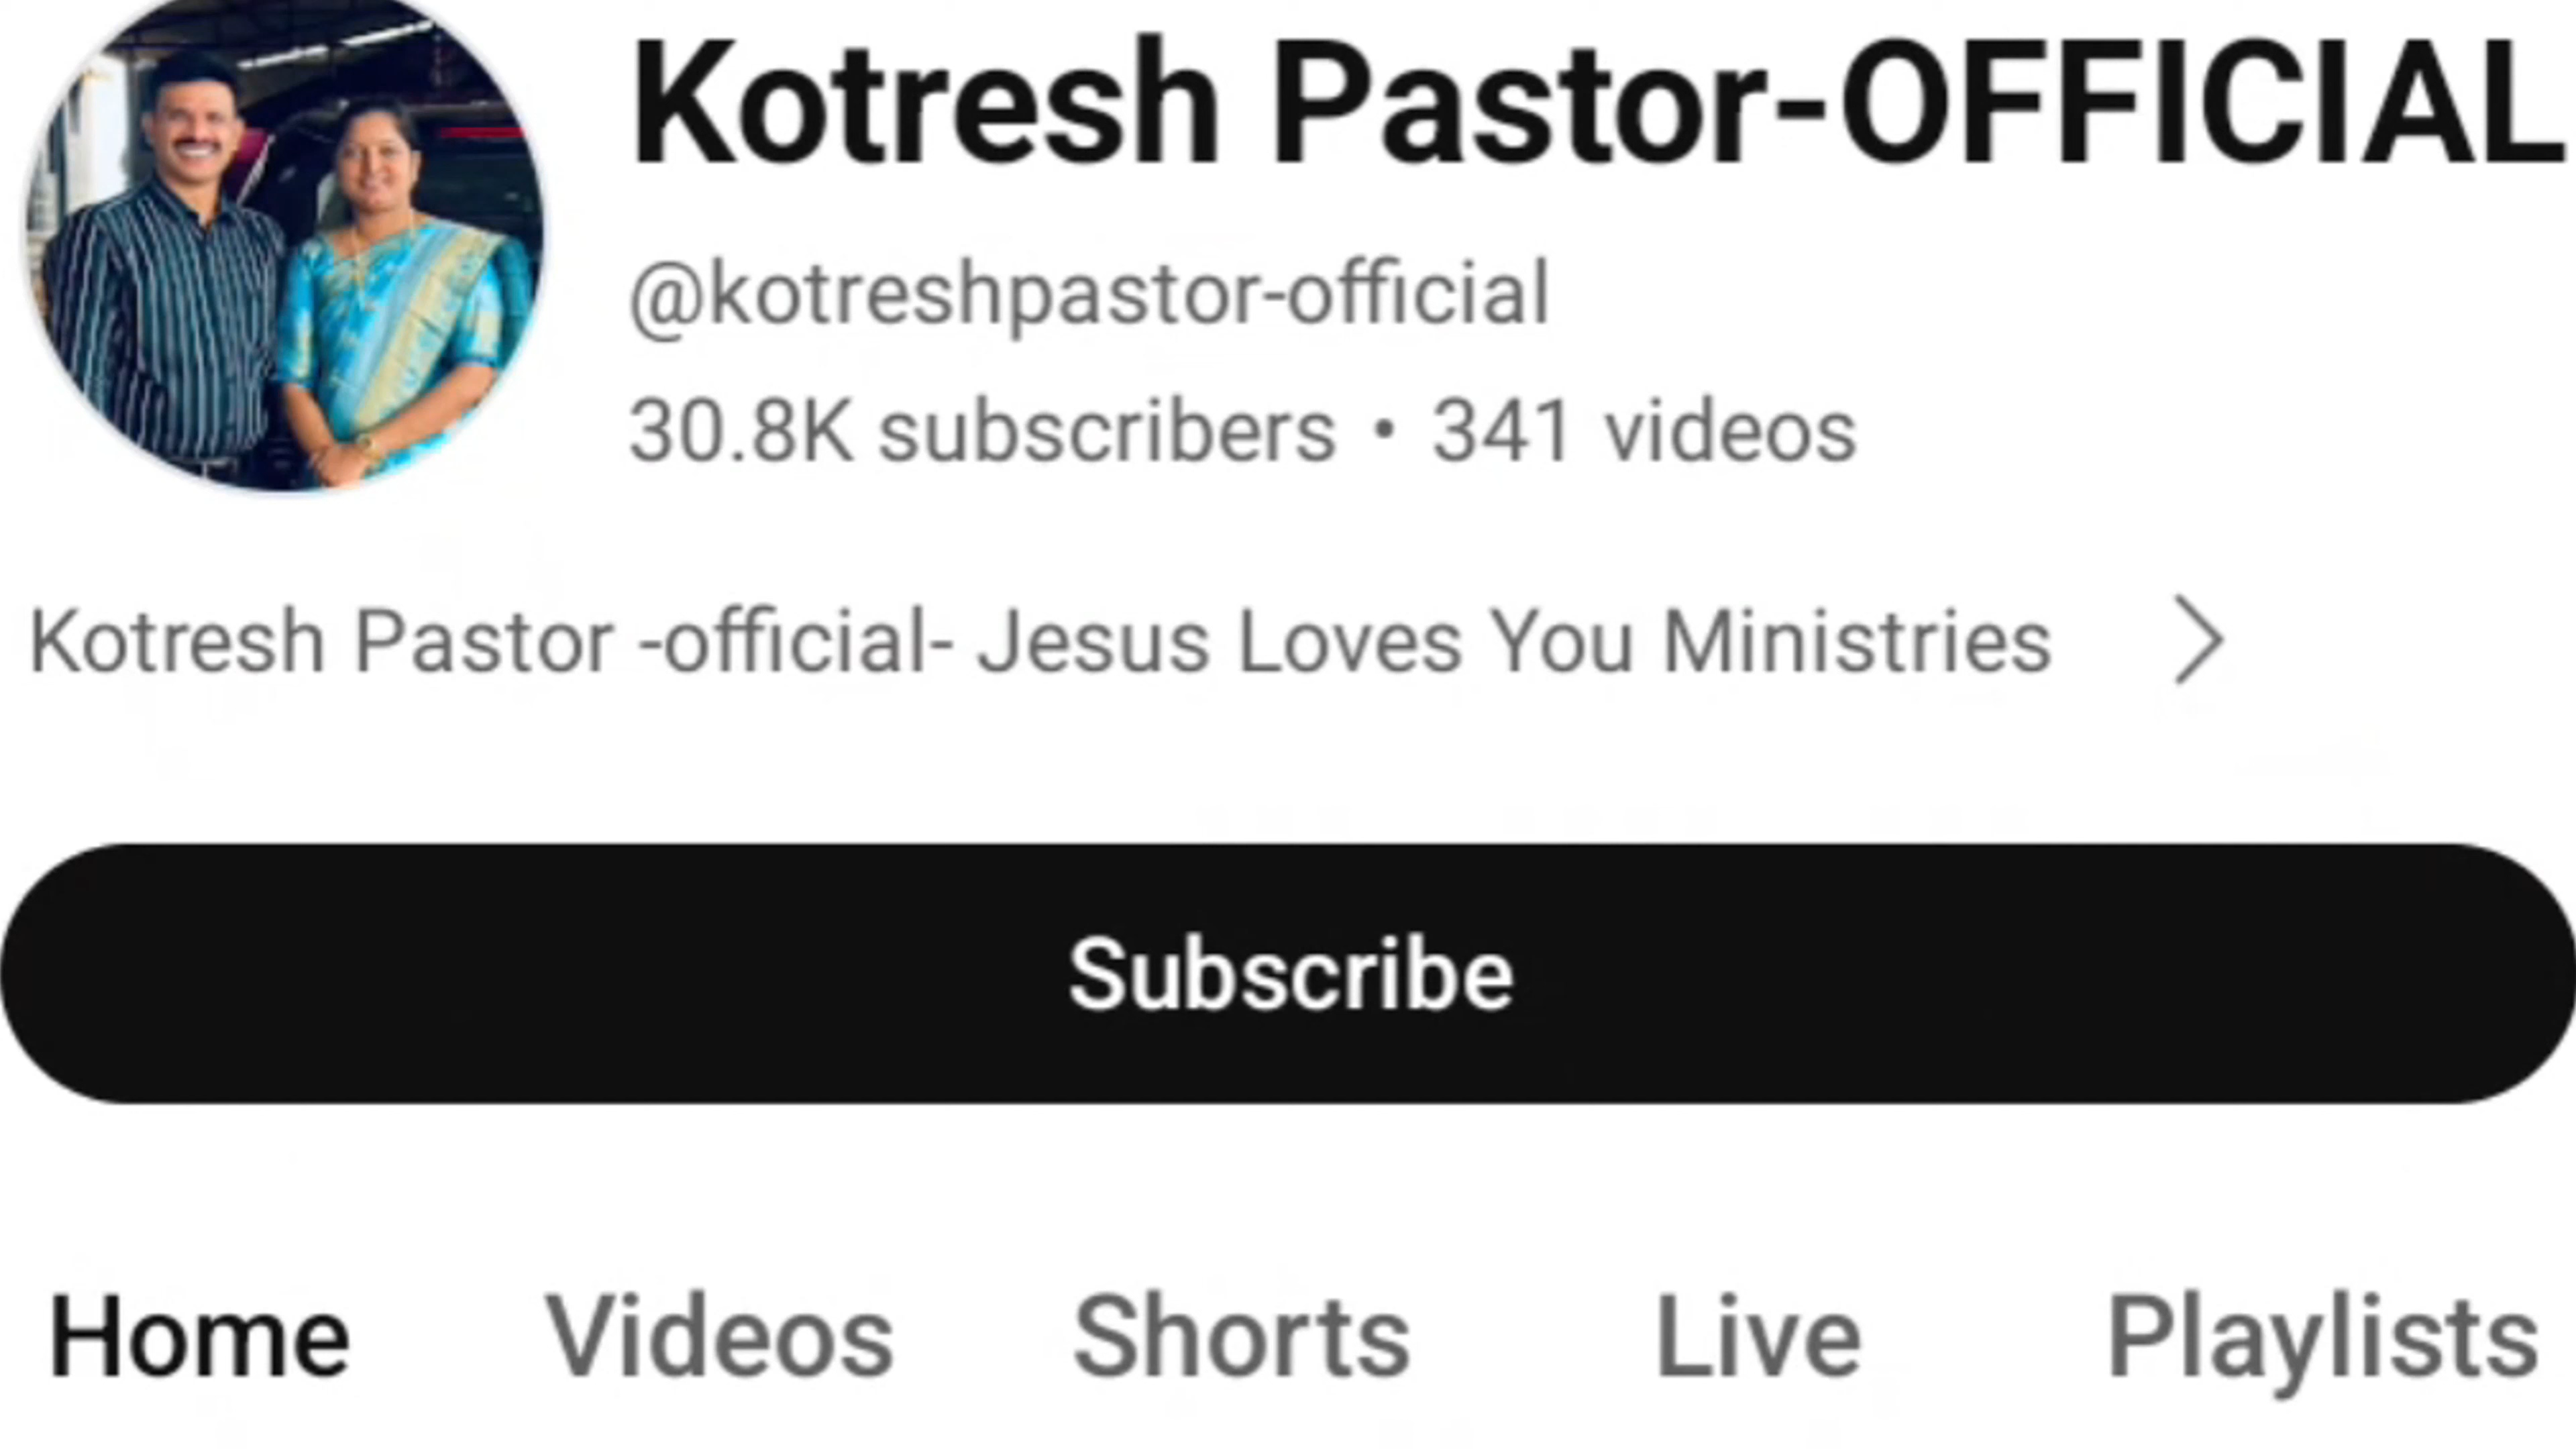 Kotresh Pastor-OFFICIAL
@kotreshpastor-official
30.8K subscribers • 341 videos
Kotresh Pastor -official- Jesus Loves You Ministries
Subscribe
Home Videos Shorts Live Playlists